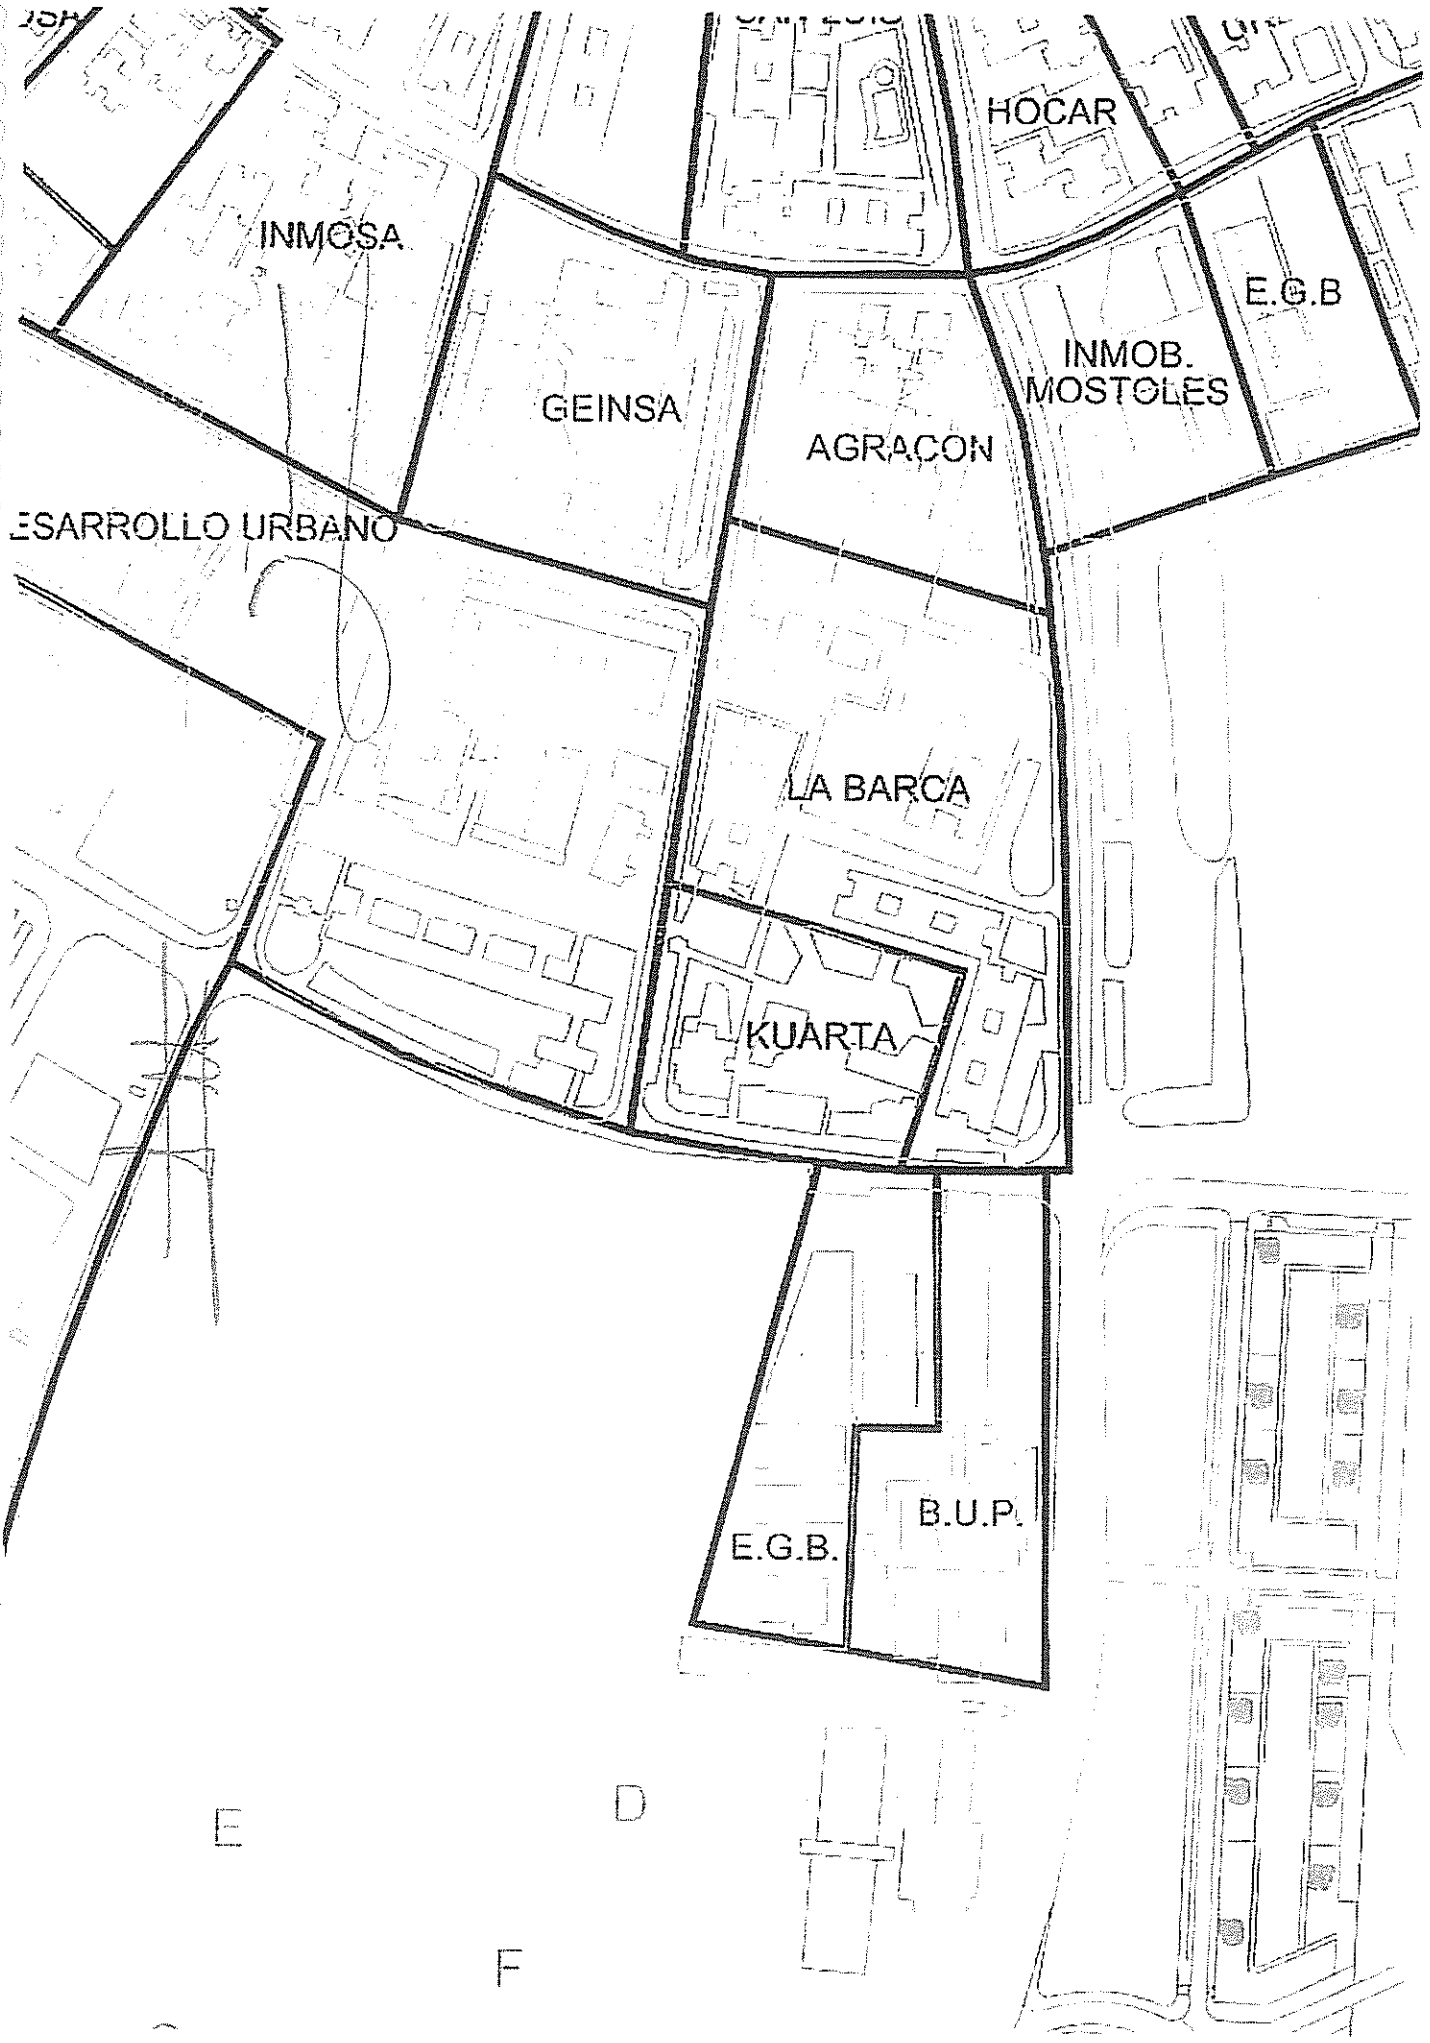 HOCAR
INMOSA
E.G.B
INMOB.
MOSTOLES
GEINSA
AGRACON
ESARROLLO URBANO
LA BARCA
KUARTA
B.U.P.
E.G.B.
D
E
F